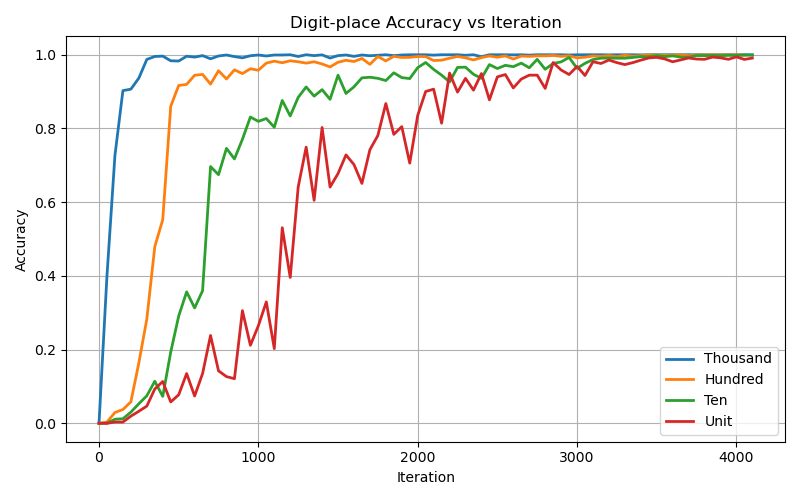 Digit-place Accuracy vs Iteration
Accuracy
1.0
0.8
0.6
0.4
0.2
0.0
0
1000
2000
3000
4000
Iteration
Thousand
Hundred
Ten
Unit